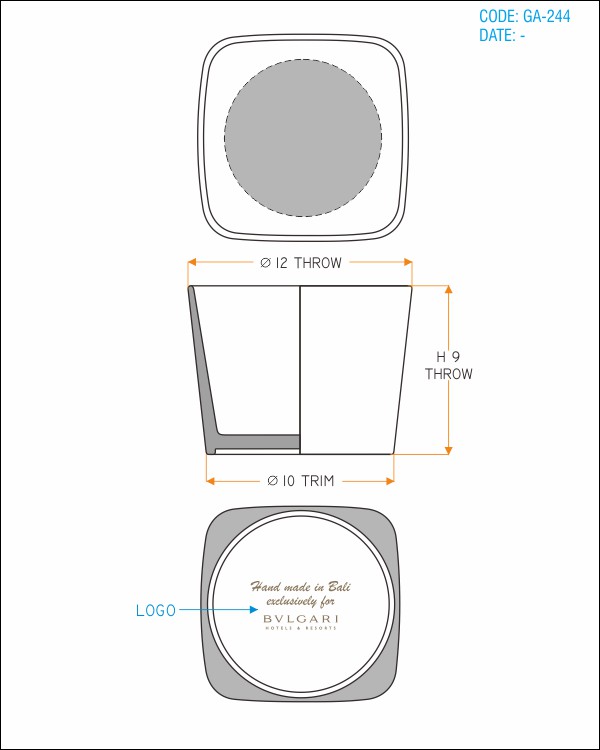 CODE: GA-244
DATE: -
Ø 12 THROW
H 9
THROW
Ø 10 TRIM
Hand made in Bali
exclusively for
LOGO
BVLGARI
HOTELS & RESORTS